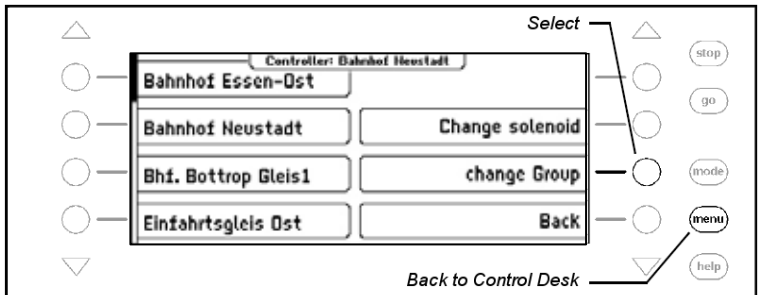 Select
Controller: Bahnhof Neustadt
stop
Bahnhof Essen-Ost
go
Bahnhof Neustadt
Change solenoid
Bhf. Bottrop Gleis1
change Group
mode
Einfahrtsgleis Ost
Back
menu
help
Back to Control Desk